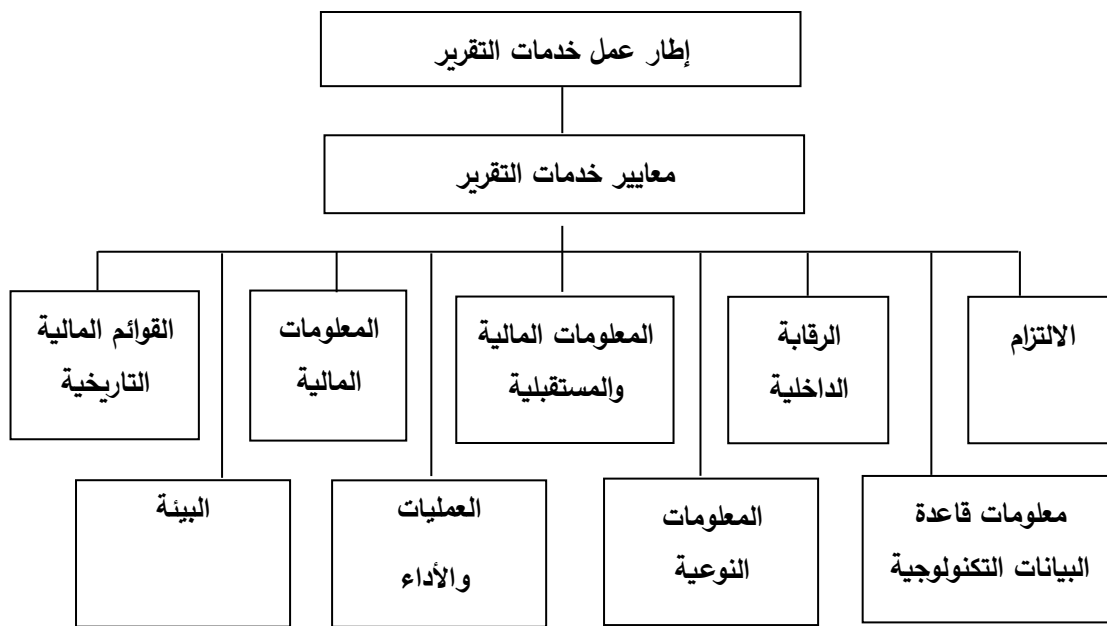 إطار عمل خدمات التقرير
معايير خدمات التقرير
الالتزام
الرقابة
الداخلية
المعلومات المالية
والمستقبلية
المعلومات
المالية
القوائم المالية
التاريخية
معلومات قاعدة
البيانات التكنولوجية
المعلومات
النوعية
العمليات
والأداء
البيئة